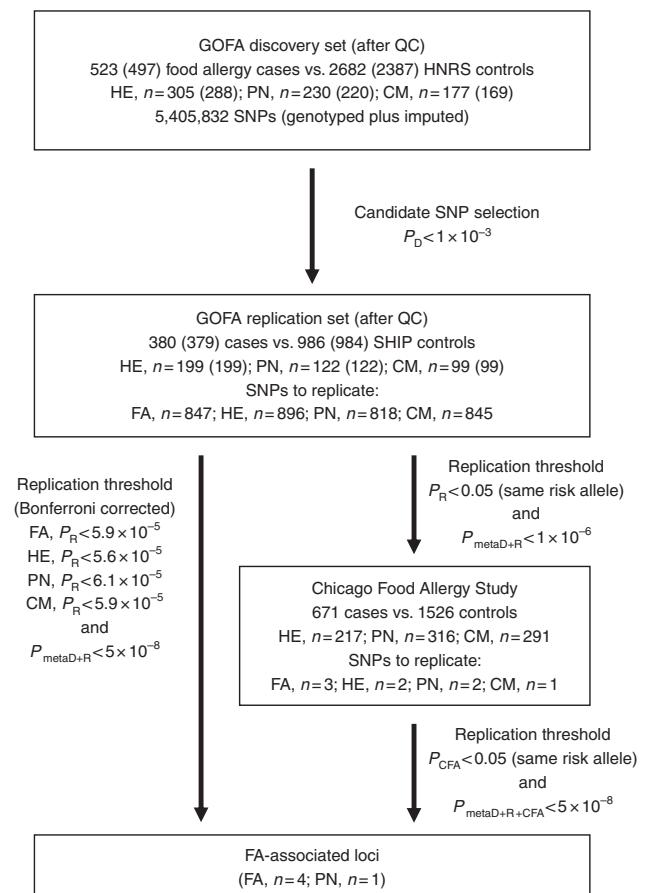 GOFA discovery set (after QC)
523 (497) food allergy cases vs. 2682 (2387) HNRS controls
HE, n=305 (288); PN, n=230 (220); CM, n=177 (169)
5,405,832 SNPs (genotyped plus imputed)
Candidate SNP selection
P_D<1×10⁻³
GOFA replication set (after QC)
380 (379) cases vs. 986 (984) SHIP controls
HE, n=199 (199); PN, n=122 (122); CM, n=99 (99)
SNPs to replicate:
FA, n=847; HE, n=896; PN, n=818; CM, n=845
Replication threshold
(Bonferroni corrected)
FA, P_R<5.9×10⁻⁵
HE, P_R<5.6×10⁻⁵
PN, P_R<6.1×10⁻⁵
CM, P_R<5.9×10⁻⁵
and
P_metaD+R<5×10⁻⁸
Replication threshold
P_R<0.05 (same risk allele)
and
P_metaD+R<1×10⁻⁶
Chicago Food Allergy Study
671 cases vs. 1526 controls
HE, n=217; PN, n=316; CM, n=291
SNPs to replicate:
FA, n=3; HE, n=2; PN, n=2; CM, n=1
Replication threshold
P_CFA<0.05 (same risk allele)
and
P_metaD+R+CFA<5×10⁻⁸
FA-associated loci
(FA, n=4; PN, n=1)